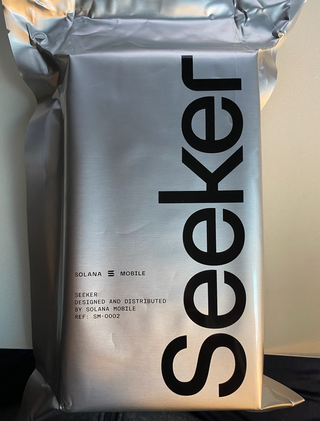 Seeker
SOLANA MOBILE
SEEKER:
DESIGNED AND DISTRIBUTED
BY SOLANA MOBILE
REF: SM-0002